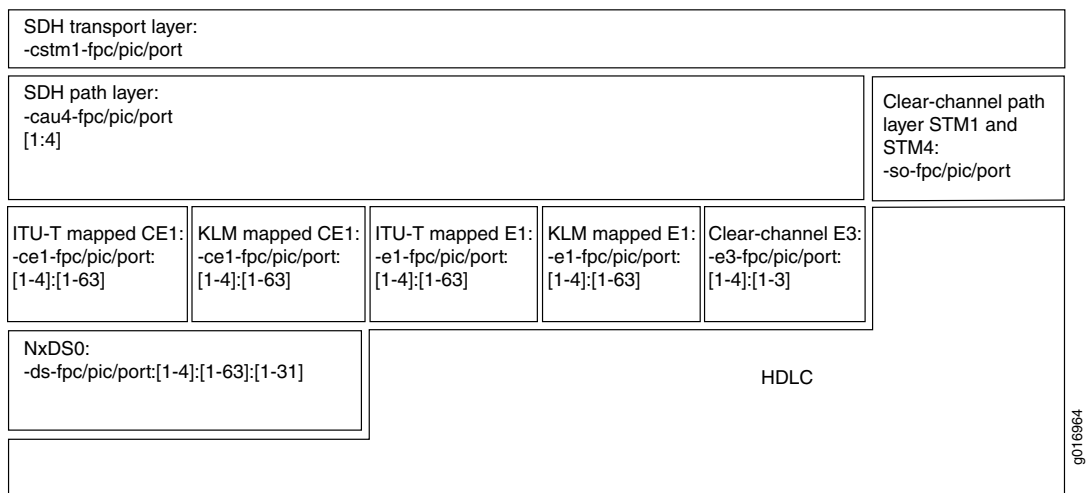 SDH transport layer:
-cstm1-fpc/pic/port
SDH path layer:
-cau4-fpc/pic/port
[1:4]
Clear-channel path
layer STM1 and
STM4:
-so-fpc/pic/port
ITU-T mapped CE1:
-ce1-fpc/pic/port:
[1-4]:[1-63]
KLM mapped CE1:
-ce1-fpc/pic/port:
[1-4]:[1-63]
ITU-T mapped E1:
-e1-fpc/pic/port:
[1-4]:[1-63]
KLM mapped E1:
-e1-fpc/pic/port:
[1-4]:[1-63]
Clear-channel E3:
-e3-fpc/pic/port:
[1-4]:[1-3]
NxDS0:
-ds-fpc/pic/port:[1-4]:[1-63]:[1-31]
HDLC
g016964